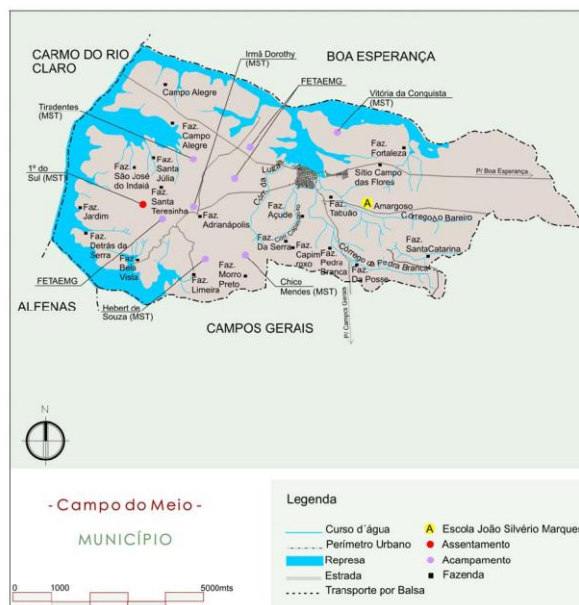 CARMO DO RIO
CLARO
Irmã Dorothy
(MST)
BOA ESPERANÇA
FETAEMG
Campo Alegre
Vitória da Conquista
(MST)
Tiradentes
(MST)
Faz.
Campo
Alegre
Faz.
Fortaleza
1º do
Sul (MST)
Faz.
São José
do Indaiá
Faz.
Santa
Júlia
Sítio Campo
das Flores
P/ Boa Esperança
Faz.
Santa
Teresinha
Faz.
Jardim
Faz.
Adrianápolis
Faz.
Açude
Faz.
Tabuão
A
Amargoso
Córrego do Bareiro
Faz.
Detrás da
Serra
Faz.
Bela
Vista
Faz.
Da Serra
Faz.
Capim
roxo
Faz.
Pedra
Branca
Córrego da Pedra Branca
Faz.
Da Posse
Faz.
SantaCatarina
FETAEMG
ALFENAS
Hebert de
Souza (MST)
Faz.
Limeira
Faz.
Morro
Preto
Chico
Mendes (MST)
CAMPOS GERAIS
P/ Campos Gerais
N
- Campo do Meio -
MUNICÍPIO
0 1000 5000mts
Legenda
Curso d´água
Perímetro Urbano
Represa
Estrada
Transporte por Balsa
A Escola João Silvério Marques
Assentamento
Acampamento
Fazenda